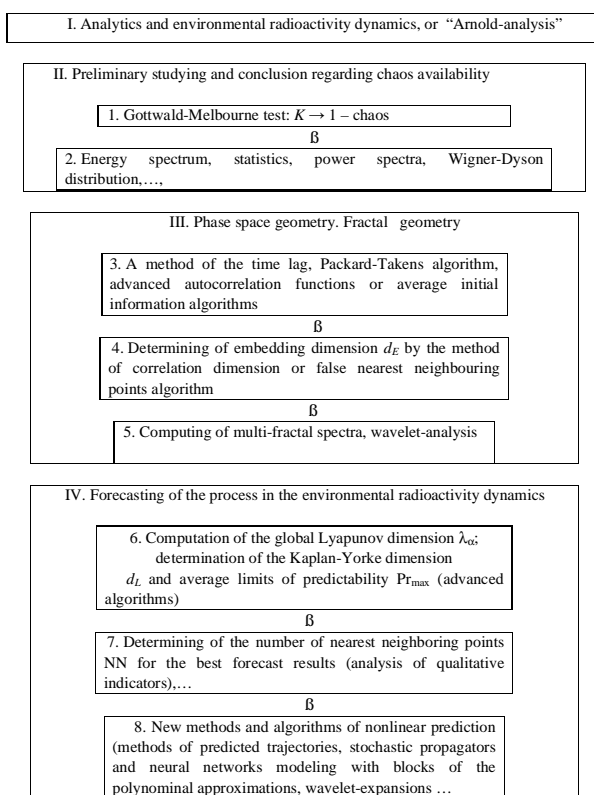 I. Analytics and environmental radioactivity dynamics, or “Arnold-analysis”
II. Preliminary studying and conclusion regarding chaos availability
1. Gottwald-Melbourne test: K → 1 – chaos
ß
2. Energy spectrum, statistics, power spectra, Wigner-Dyson
distribution,…,
III. Phase space geometry. Fractal geometry
3. A method of the time lag, Packard-Takens algorithm,
advanced autocorrelation functions or average initial
information algorithms
ß
4. Determining of embedding dimension dE by the method
of correlation dimension or false nearest neighbouring
points algorithm
ß
5. Computing of multi-fractal spectra, wavelet-analysis
IV. Forecasting of the process in the environmental radioactivity dynamics
6. Computation of the global Lyapunov dimension λα;
determination of the Kaplan-Yorke dimension
dL and average limits of predictability Prmax (advanced
algorithms)
ß
7. Determining of the number of nearest neighboring points
NN for the best forecast results (analysis of qualitative
indicators),…
ß
8. New methods and algorithms of nonlinear prediction
(methods of predicted trajectories, stochastic propagators
and neural networks modeling with blocks of the
polynominal approximations, wavelet-expansions …